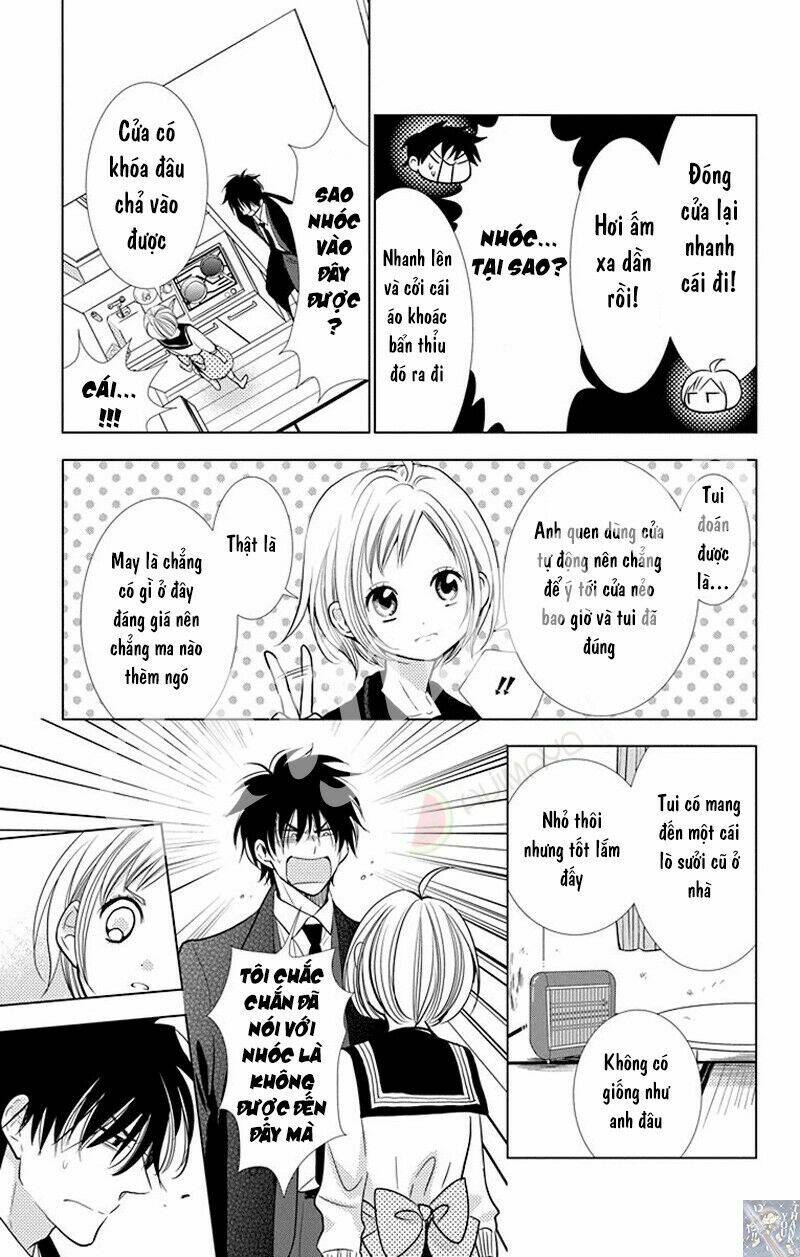 Đóng
cửa lại
nhanh
cái đi!
Hơi ấm
xa dần
rồi!
NHÓC...
TẠI SAO?
Nhanh lên
và cởi cái
áo khoác
bẩn thỉu
đó ra đi
SAO
NHÓC
VÀO
ĐÂY
ĐƯỢC
?
Cửa có
khóa đâu
chả vào
được
CÁI...
!!!
Tui
đoán
được
là...
Anh quen dùng cửa
tự động nên chẳng
để ý tới cửa nẻo
bao giờ và tui đã
đúng
!!
Thật là
May là chẳng
có gì ở đây
đáng giá nên
chẳng ma nào
thèm ngó
Tui có mang
đến một cái
lò sưởi cũ ở
nhà
Nhỏ thôi
nhưng tốt lắm
đấy
Không có
giống như
anh đâu
TÔI CHẮC
CHẮN ĐÃ
NÓI VỚI
NHÓC LÀ
KHÔNG
ĐƯỢC ĐẾN
ĐÂY MÀ